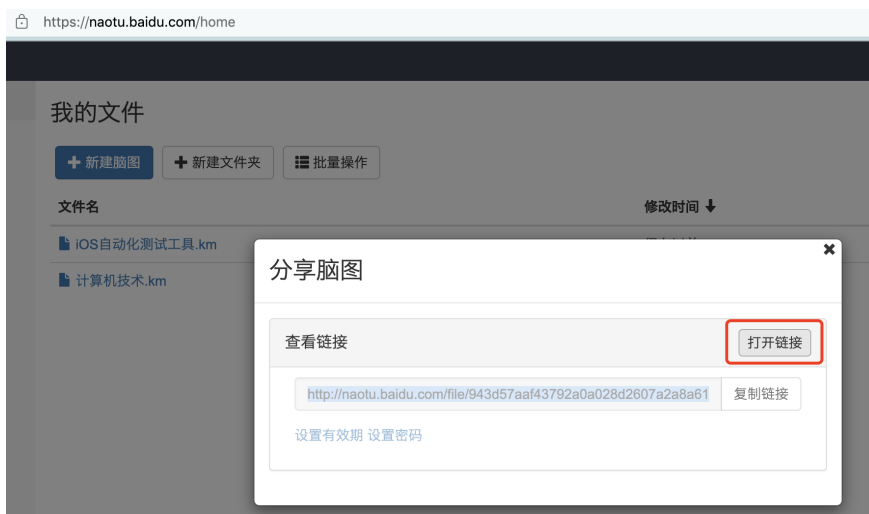 https://naotu.baidu.com/home
我的文件
新建脑图 新建文件夹 批量操作
文件名 修改时间
iOS自动化测试工具.km
计算机技术.km
分享脑图
查看链接 打开链接
http://naotu.baidu.com/file/943d57aaf43792a0a028d2607a2a8a61 复制链接
设置有效期 设置密码